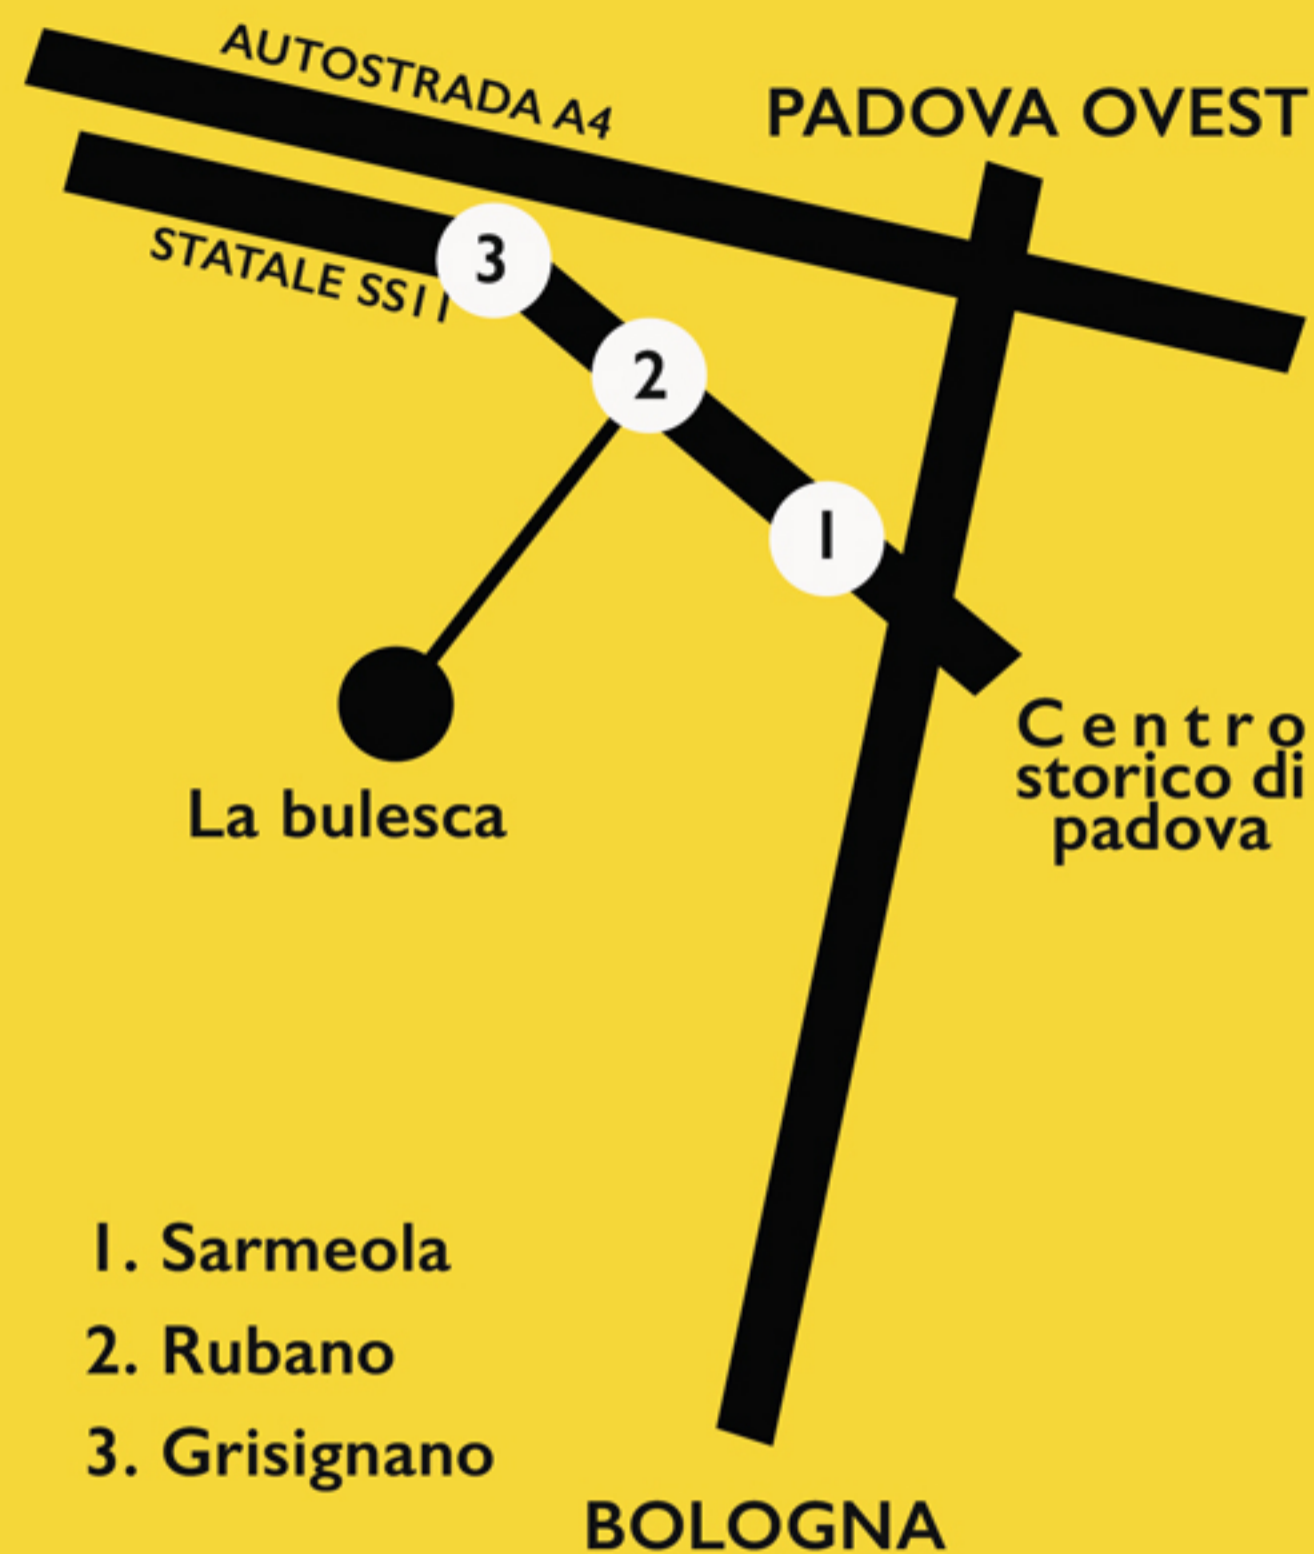 AUTOSTRADA A4
PADOVA OVEST
STATALE SS11
3
2
1
Centro
storico di
padova
La bulesca
1. Sarmeola
2. Rubano
3. Grisignano
BOLOGNA